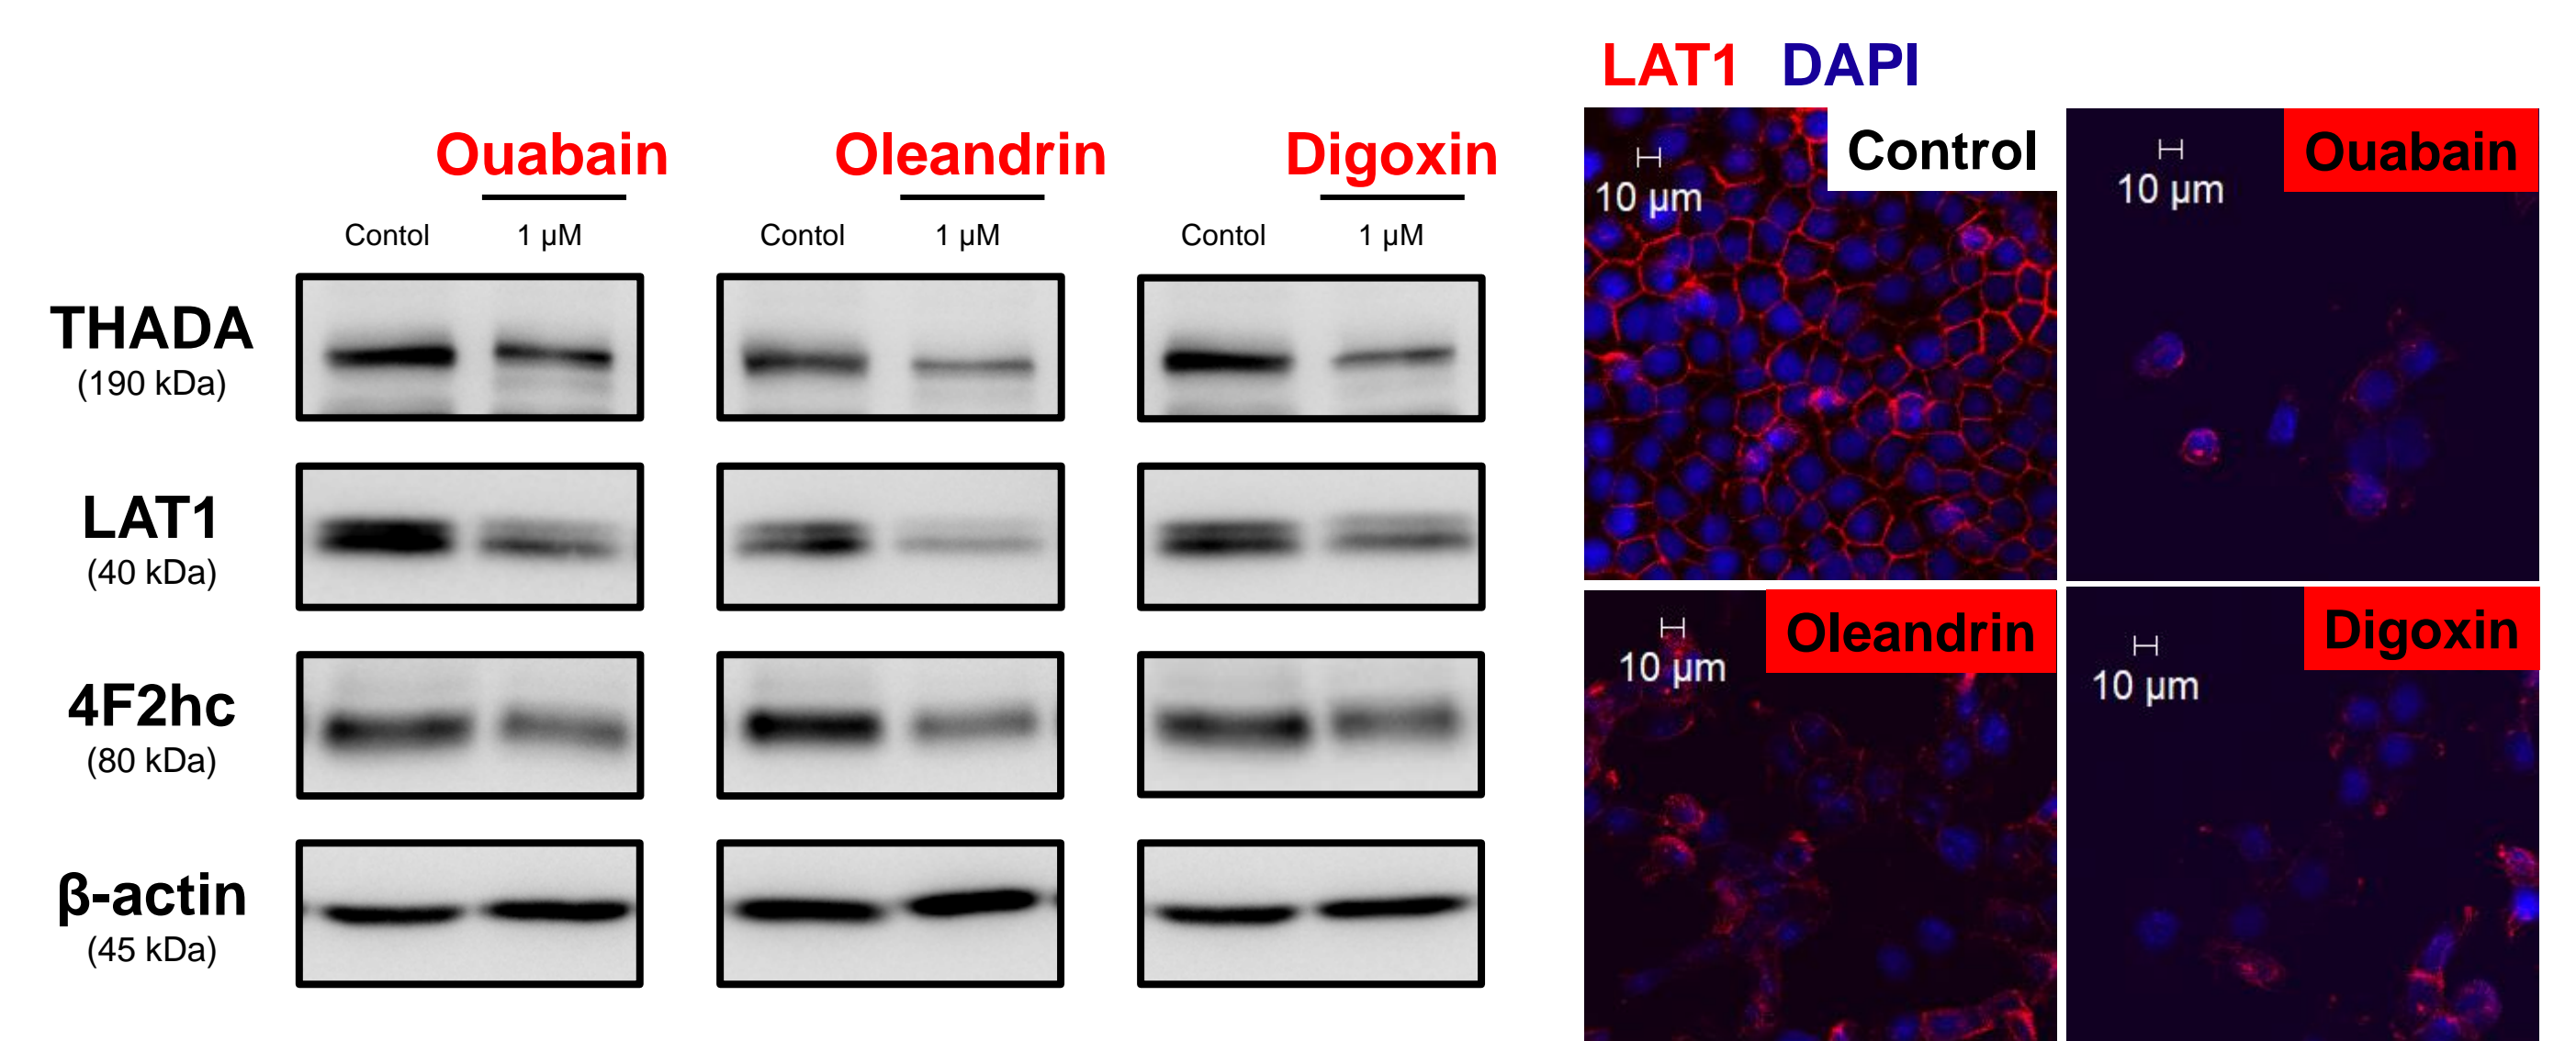 LAT1 DAPI
Ouabain Oleandrin Digoxin
Contol 1 µM Contol 1 µM Contol 1 µM
THADA
(190 kDa)
LAT1
(40 kDa)
4F2hc
(80 kDa)
β-actin
(45 kDa)
Control
10 µm
Ouabain
10 µm
Oleandrin
10 µm
Digoxin
10 µm